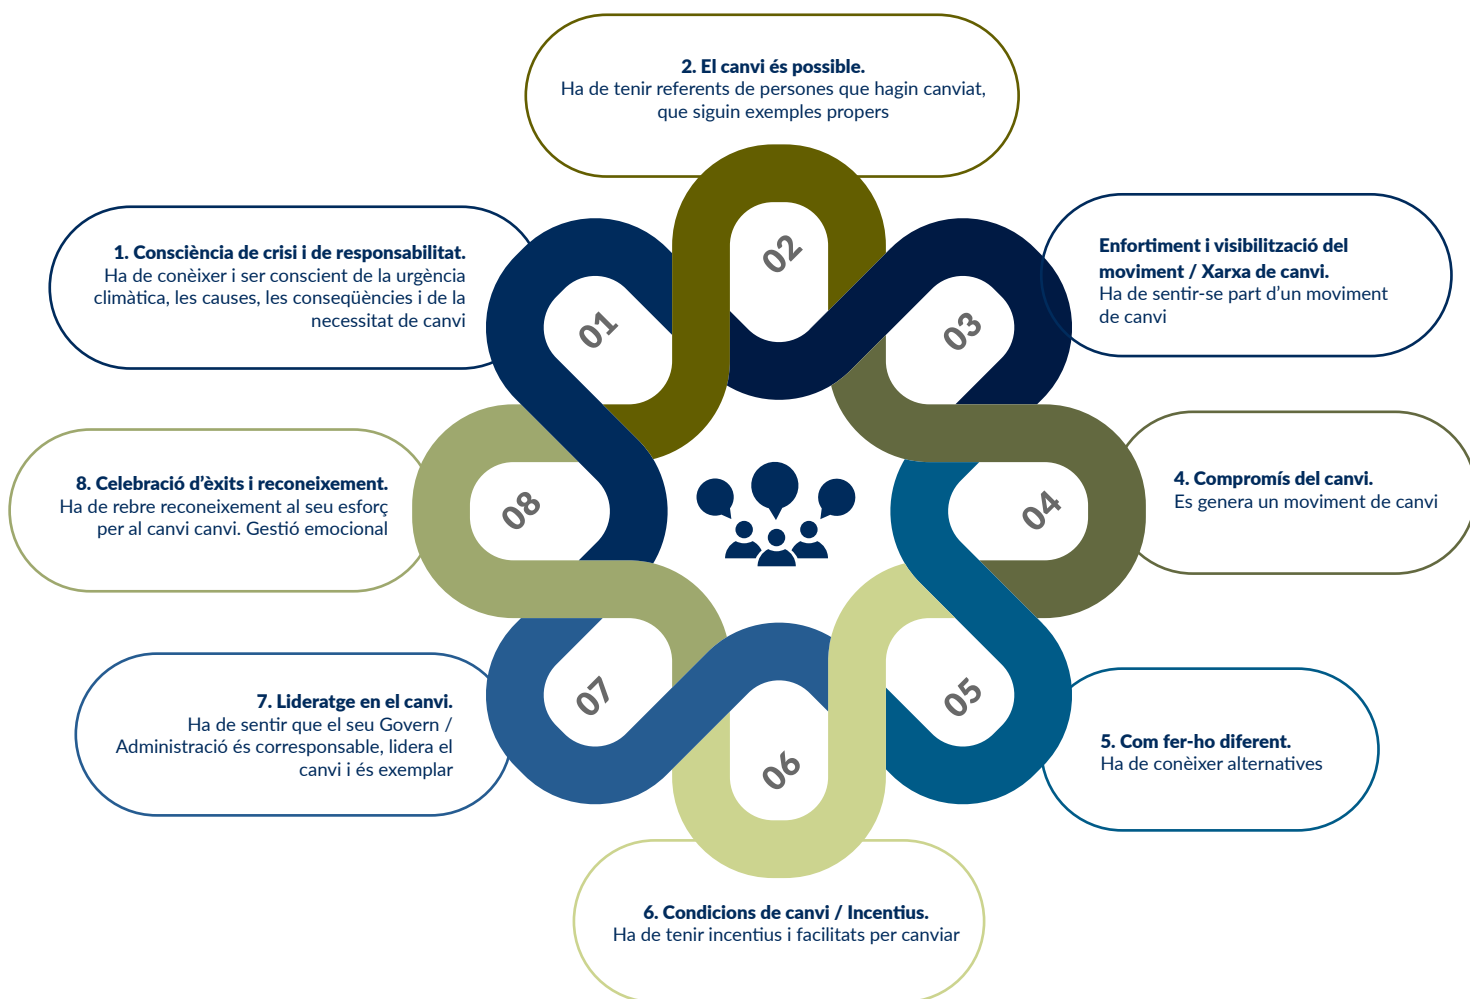 2. El canvi és possible.
Ha de tenir referents de persones que hagin canviat,
que siguin exemples propers
1. Consciència de crisi i de responsabilitat.
Ha de conèixer i ser conscient de la urgència
climàtica, les causes, les conseqüències i de la
necessitat de canvi
Enfortiment i visibilització del
moviment / Xarxa de canvi.
Ha de sentir-se part d'un moviment
de canvi
02
01
03
8. Celebració d'èxits i reconeixement.
Ha de rebre reconeixement al seu esforç
per al canvi canvi. Gestió emocional
08
04
4. Compromís del canvi.
Es genera un moviment de canvi
7. Lideratge en el canvi.
Ha de sentir que el seu Govern /
Administració és corresponsable, lidera el
canvi i és exemplar
07
05
06
5. Com fer-ho diferent.
Ha de conèixer alternatives
6. Condicions de canvi / Incentius.
Ha de tenir incentius i facilitats per canviar